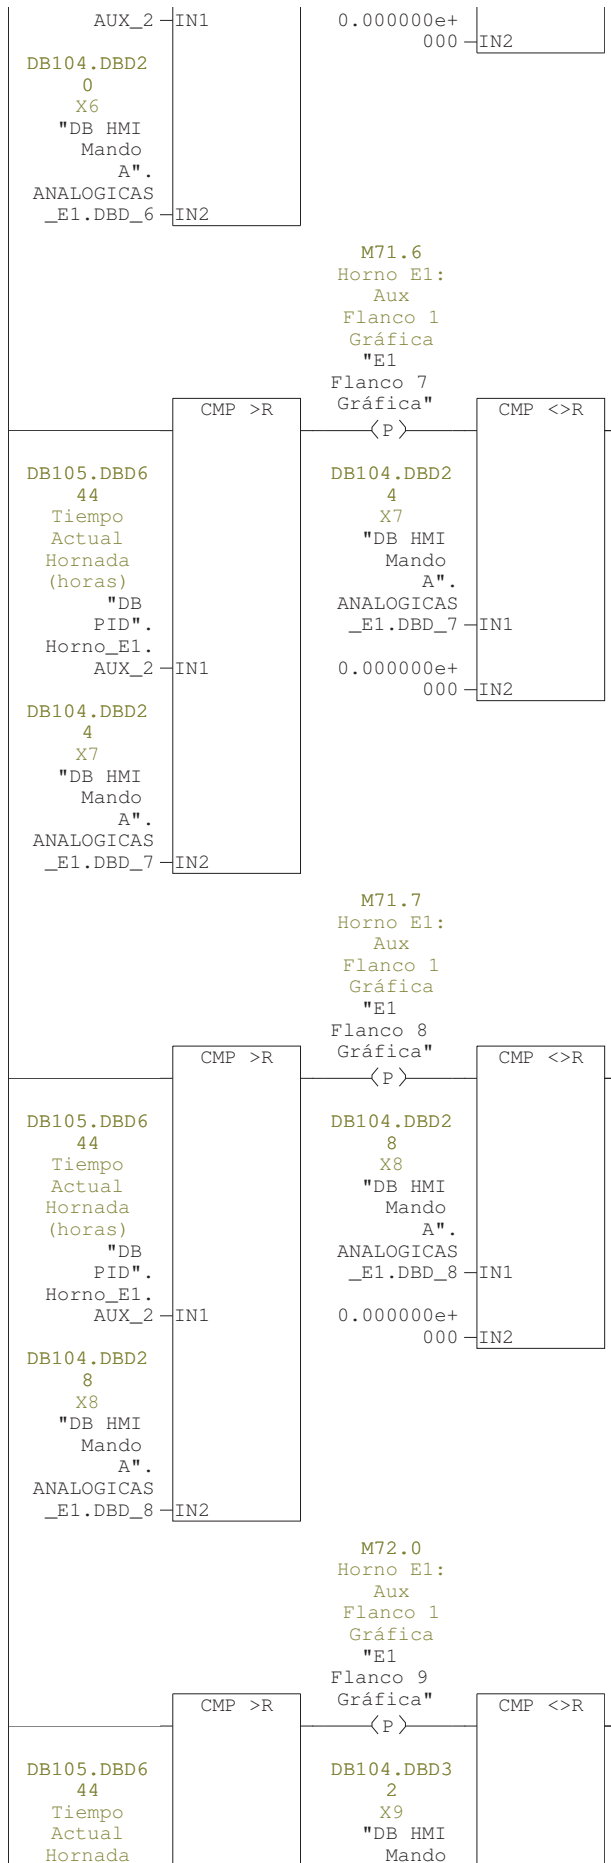 AUX_2 IN1
0.000000e+
000 IN2
DB104.DBD2
0
X6
"DB HMI
Mando
A".
ANALOGICAS
_E1.DBD_6 IN2
M71.6
Horno E1:
Aux
Flanco 1
Gráfica
"E1
Flanco 7
Gráfica"
CMP >R
(P)
CMP <>R
DB105.DBD6
44
Tiempo
Actual
Hornada
(horas)
"DB
PID".
Horno_E1.
AUX_2 IN1
DB104.DBD2
4
X7
"DB HMI
Mando
A".
ANALOGICAS
_E1.DBD_7 IN1
0.000000e+
000 IN2
DB104.DBD2
4
X7
"DB HMI
Mando
A".
ANALOGICAS
_E1.DBD_7 IN2
M71.7
Horno E1:
Aux
Flanco 1
Gráfica
"E1
Flanco 8
Gráfica"
CMP >R
(P)
CMP <>R
DB105.DBD6
44
Tiempo
Actual
Hornada
(horas)
"DB
PID".
Horno_E1.
AUX_2 IN1
DB104.DBD2
8
X8
"DB HMI
Mando
A".
ANALOGICAS
_E1.DBD_8 IN1
0.000000e+
000 IN2
DB104.DBD2
8
X8
"DB HMI
Mando
A".
ANALOGICAS
_E1.DBD_8 IN2
M72.0
Horno E1:
Aux
Flanco 1
Gráfica
"E1
Flanco 9
Gráfica"
CMP >R
(P)
CMP <>R
DB105.DBD6
44
Tiempo
Actual
Hornada
DB104.DBD3
2
X9
"DB HMI
Mando